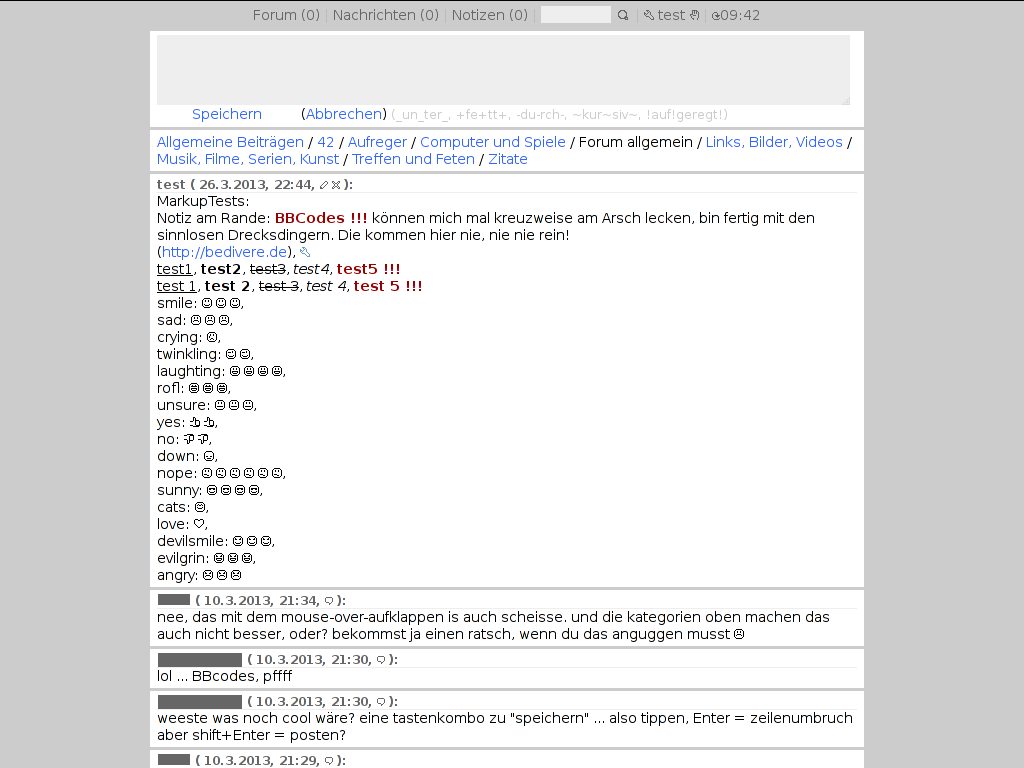 Forum (0) | Nachrichten (0) | Notizen (0) | test | 09:42
Speichern (Abbrechen) (_un_ter_, +fe+tt+, -du-rch-, ~kur~siv~, !auf!geregt!)
Allgemeine Beiträgen / 42 / Aufreger / Computer und Spiele / Forum allgemein / Links, Bilder, Videos /
Musik, Filme, Serien, Kunst / Treffen und Feten / Zitate
test ( 26.3.2013, 22:44, ):
MarkupTests:
Notiz am Rande: BBCodes !!! können mich mal kreuzweise am Arsch lecken, bin fertig mit den
sinnlosen Drecksdingern. Die kommen hier nie, nie nie rein!
(http://bedivere.de),
test1, test2, test3, test4, test5 !!!
test 1, test 2, test 3, test 4, test 5 !!!
smile: ,
sad: ,
crying: ,
twinkling: ,
laughting: ,
rofl: ,
unsure: ,
yes: ,
no: ,
down: ,
nope: ,
sunny: ,
cats: ,
love: ,
devilsmile: ,
evilgrin: ,
angry:
( 10.3.2013, 21:34, ):
nee, das mit dem mouse-over-aufklappen is auch scheisse. und die kategorien oben machen das
auch nicht besser, oder? bekommst ja einen ratsch, wenn du das anguggen musst
( 10.3.2013, 21:30, ):
lol ... BBcodes, pffff
( 10.3.2013, 21:30, ):
weeste was noch cool wäre? eine tastenkombo zu "speichern" ... also tippen, Enter = zeilenumbruch
aber shift+Enter = posten?
( 10.3.2013, 21:29, ):